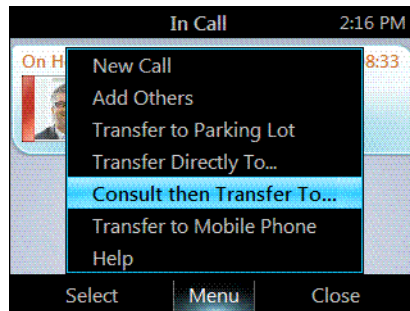 In Call 2:16 PM
On H 8:33
New Call
Add Others
Transfer to Parking Lot
Transfer Directly To...
Consult then Transfer To...
Transfer to Mobile Phone
Help
Select Menu Close